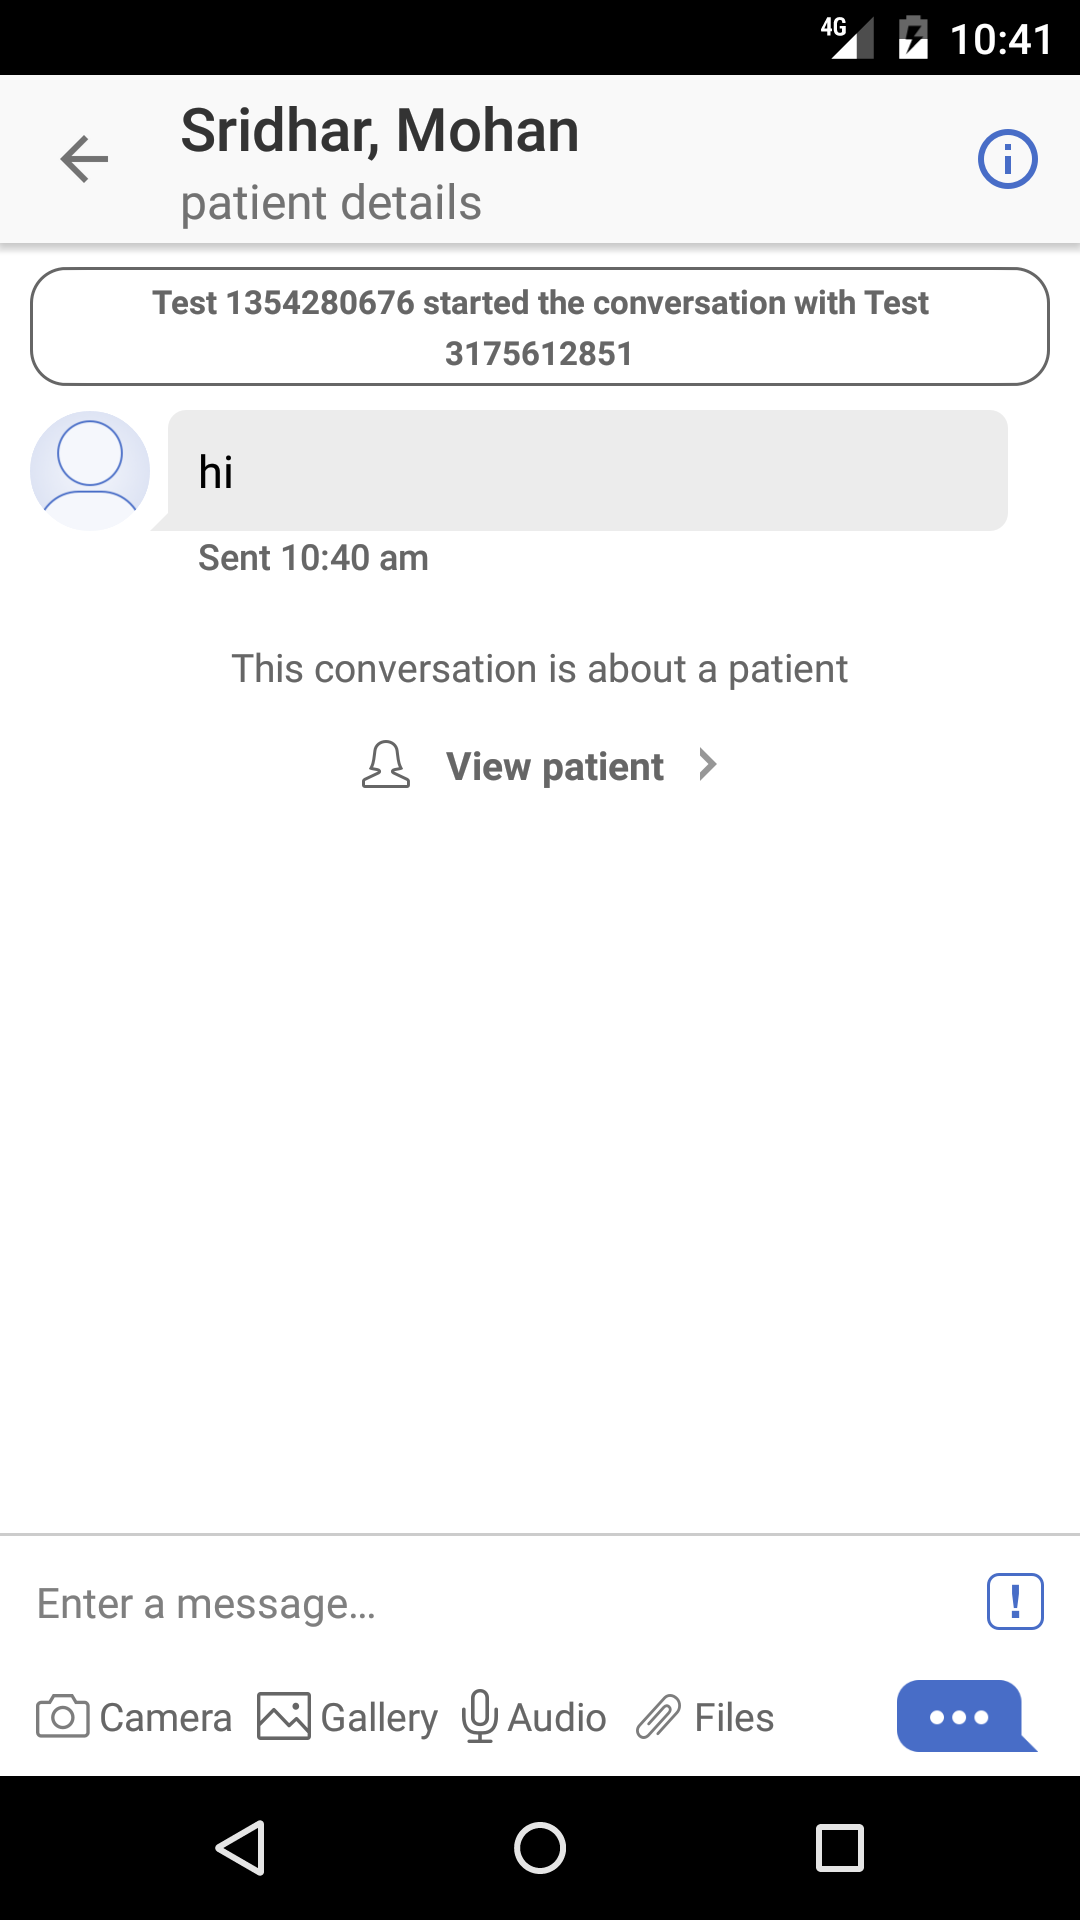 4G 10:41
Sridhar, Mohan
patient details
Test 1354280676 started the conversation with Test
3175612851
hi
Sent 10:40 am
This conversation is about a patient
View patient
Enter a message...
Camera Gallery Audio Files